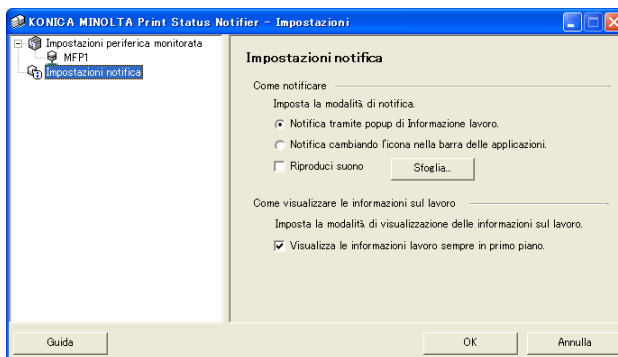 KONICA MINOLTA Print Status Notifier - Impostazioni
Impostazioni periferica monitorata
MFP1
Impostazioni notifica
Impostazioni notifica
Come notificare
Imposta la modalità di notifica.
Notifica tramite popup di Informazione lavoro.
Notifica cambiando l'icona nella barra delle applicazioni.
Riproduci suono
Sfoglia...
Come visualizzare le informazioni sul lavoro
Imposta la modalità di visualizzazione delle informazioni sul lavoro.
Visualizza le informazioni lavoro sempre in primo piano.
Guida
OK
Annulla